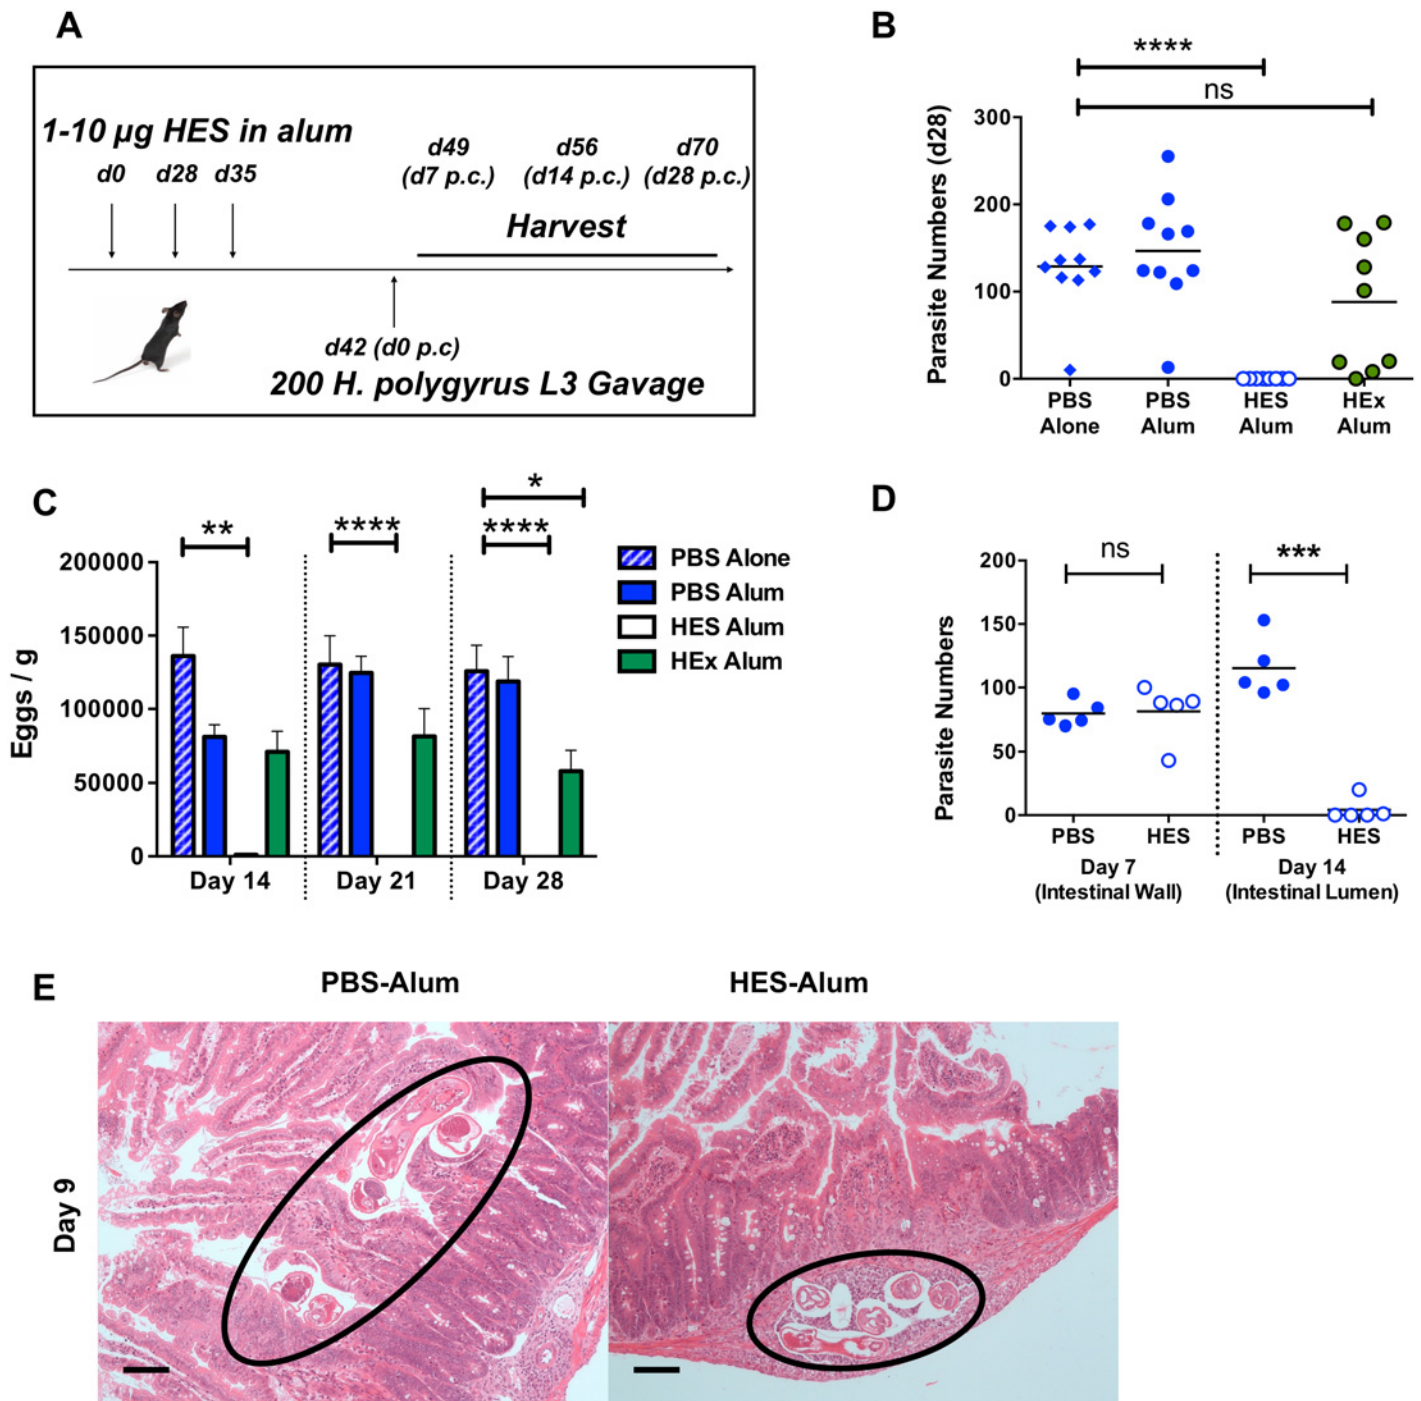 A
1-10 µg HES in alum
d0 d28 d35
d49 d56 d70
(d7 p.c.) (d14 p.c.) (d28 p.c.)
Harvest
d42 (d0 p.c)
200 H. polygyrus L3 Gavage
B
****
ns
Parasite Numbers (d28)
300
200
100
0
PBS PBS HES HEx
Alone Alum Alum Alum
C
** **** * ****
Eggs / g
200000
150000
100000
50000
0
Day 14 Day 21 Day 28
PBS Alone
PBS Alum
HES Alum
HEx Alum
D
ns ***
Parasite Numbers
200
150
100
50
0
PBS HES PBS HES
Day 7 Day 14
(Intestinal Wall) (Intestinal Lumen)
E
PBS-Alum HES-Alum
Day 9